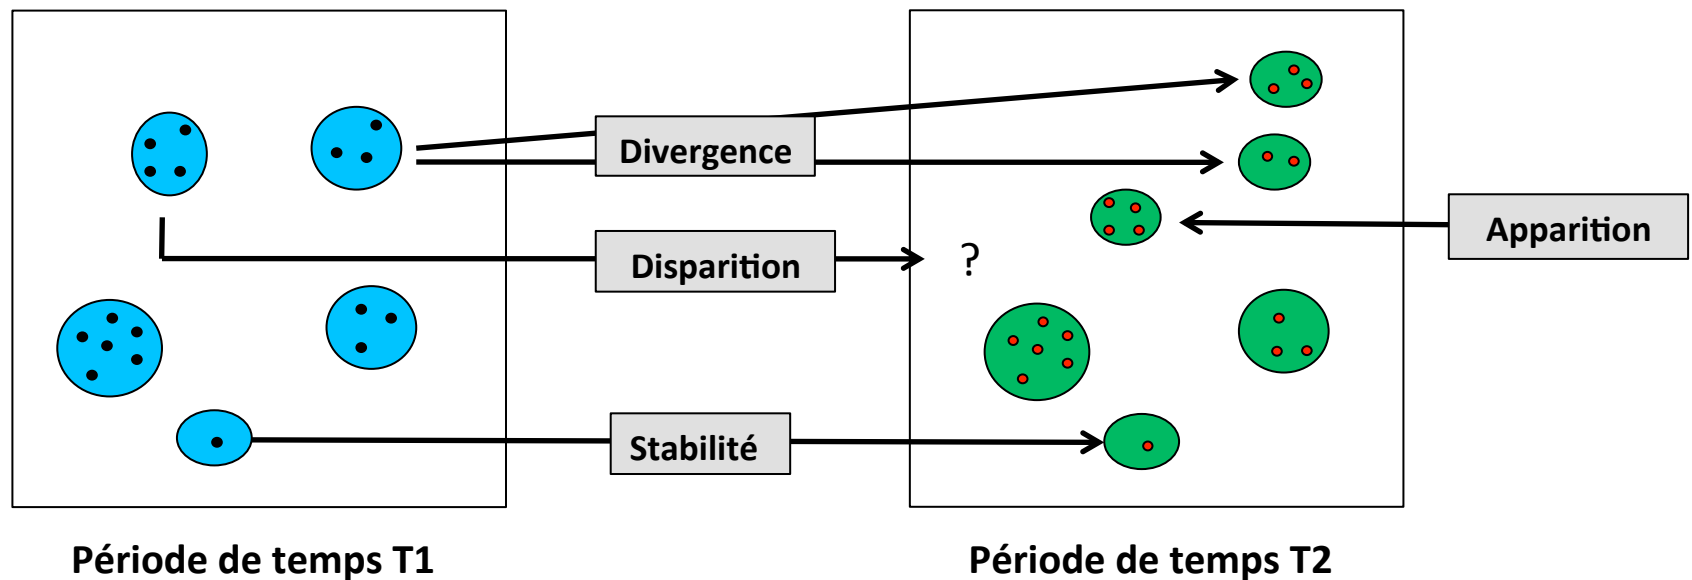 Divergence
Apparition
Disparition
?
Stabilité
Période de temps T1
Période de temps T2